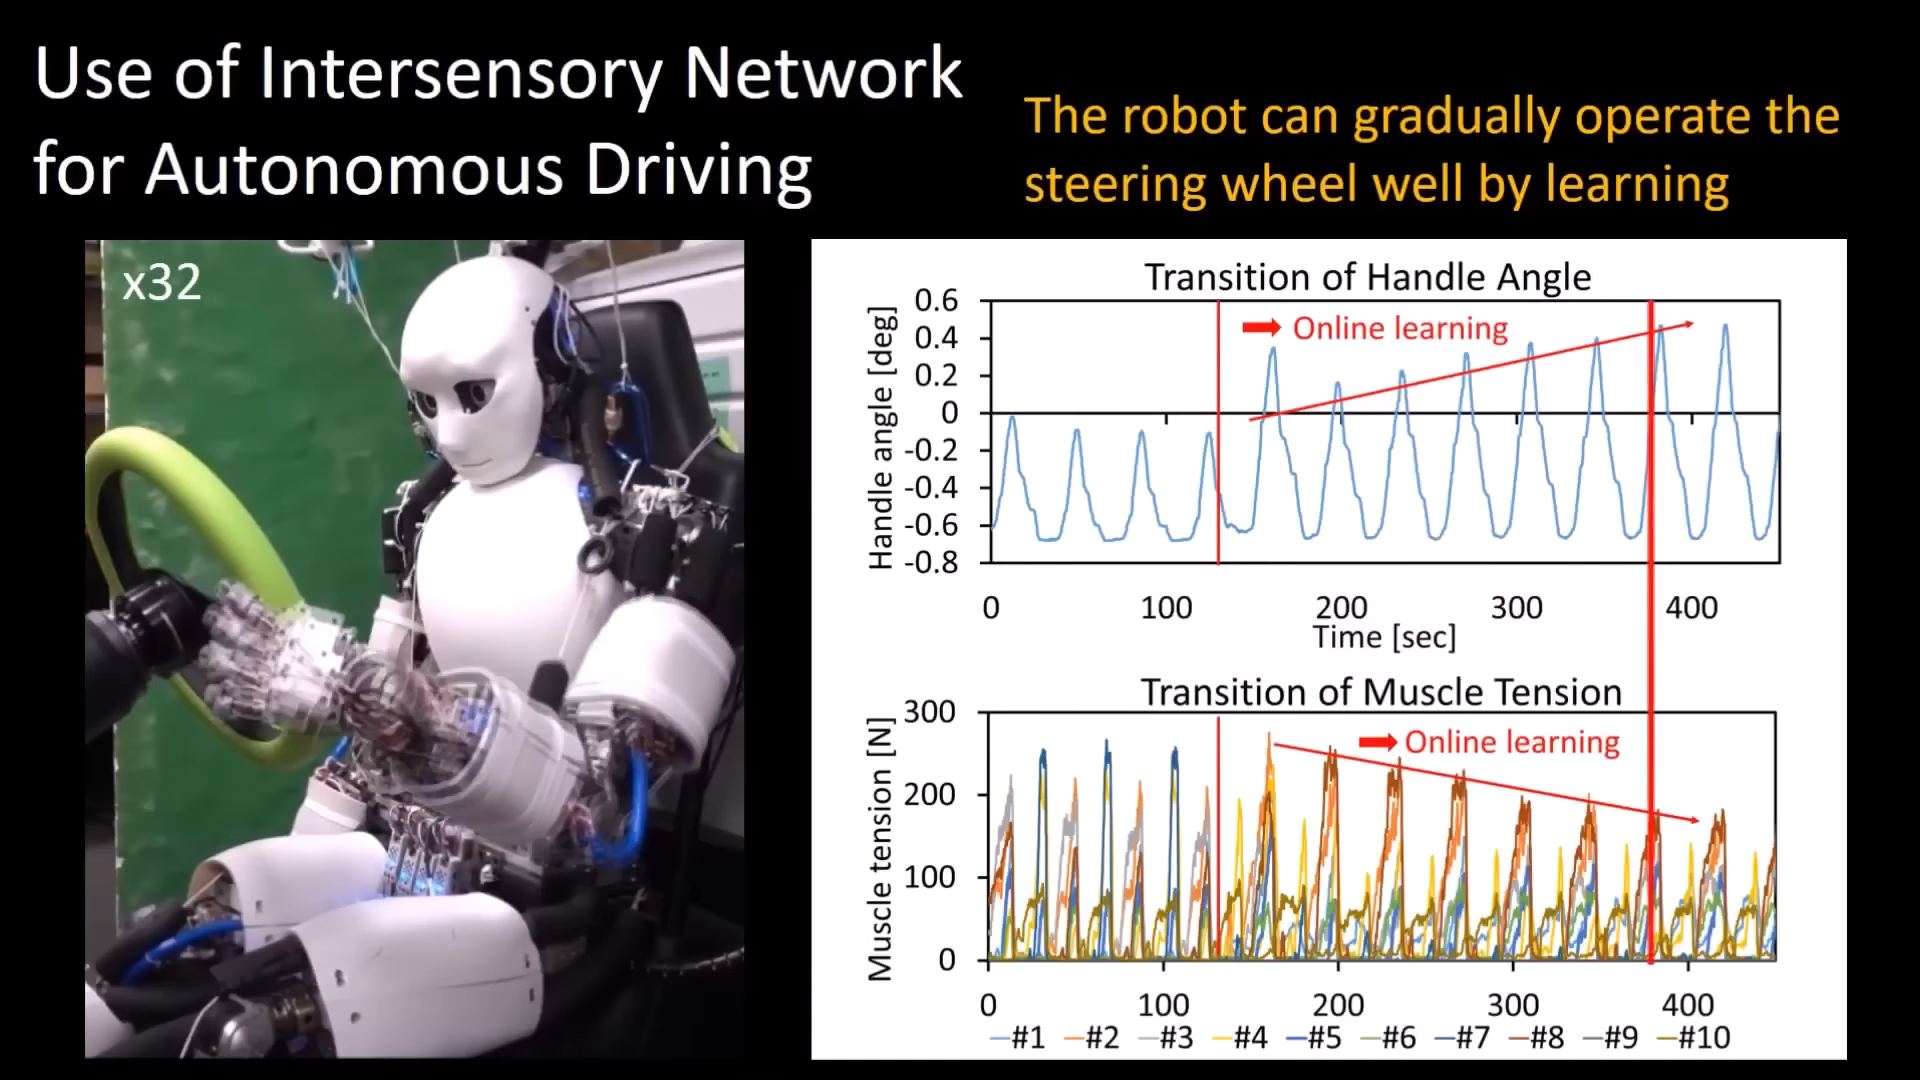 Use of Intersensory Network
for Autonomous Driving
The robot can gradually operate the
steering wheel well by learning
x32
Transition of Handle Angle
Handle angle [deg]
0.6
0.4
0.2
0
-0.2
-0.4
-0.6
-0.8
Online learning
0 100 200 300 400
Time [sec]
Transition of Muscle Tension
Muscle tension [N]
300
200
100
0
Online learning
0 100 200 300 400
#1 #2 #3 #4 #5 #6 #7 #8 #9 #10